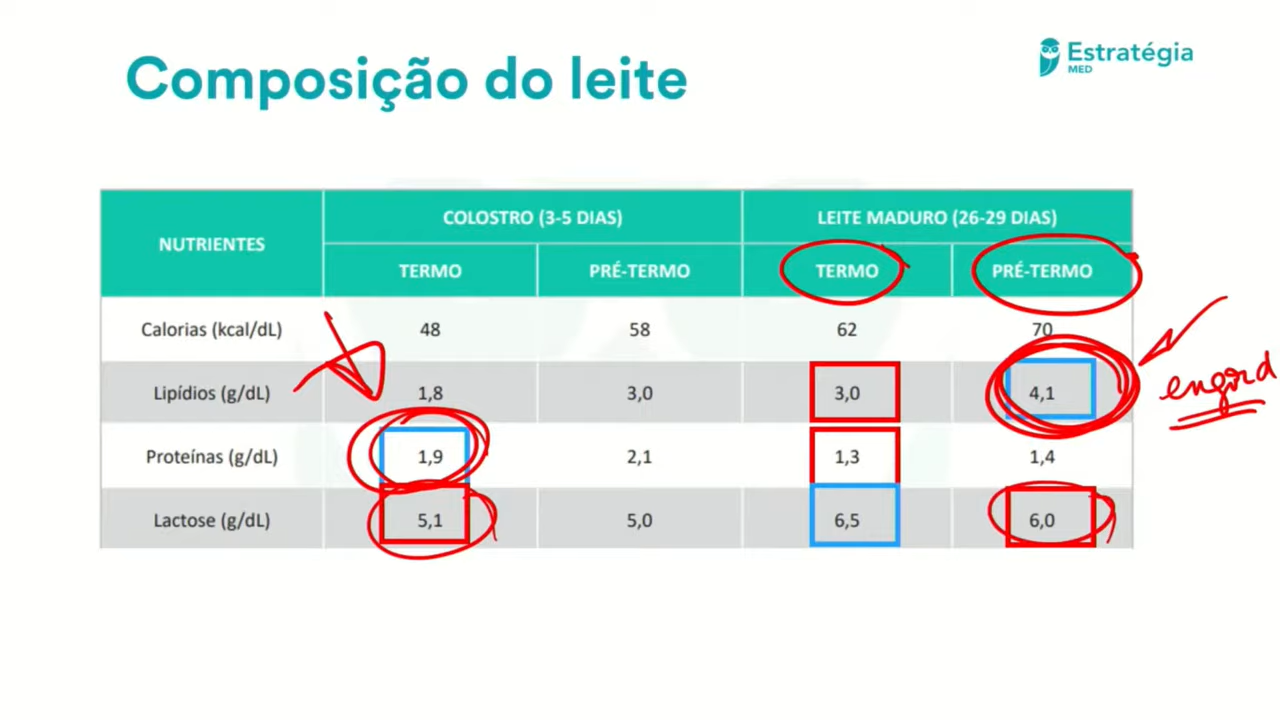 Composição do leite
Estratégia
MED
NUTRIENTES
COLOSTRO (3-5 DIAS)
LEITE MADURO (26-29 DIAS)
TERMO
PRÉ-TERMO
TERMO
PRÉ-TERMO
Calorias (kcal/dL) 48 58 62 70
Lipídios (g/dL) 1,8 3,0 3,0 4,1
Proteínas (g/dL) 1,9 2,1 1,3 1,4
Lactose (g/dL) 5,1 5,0 6,5 6,0